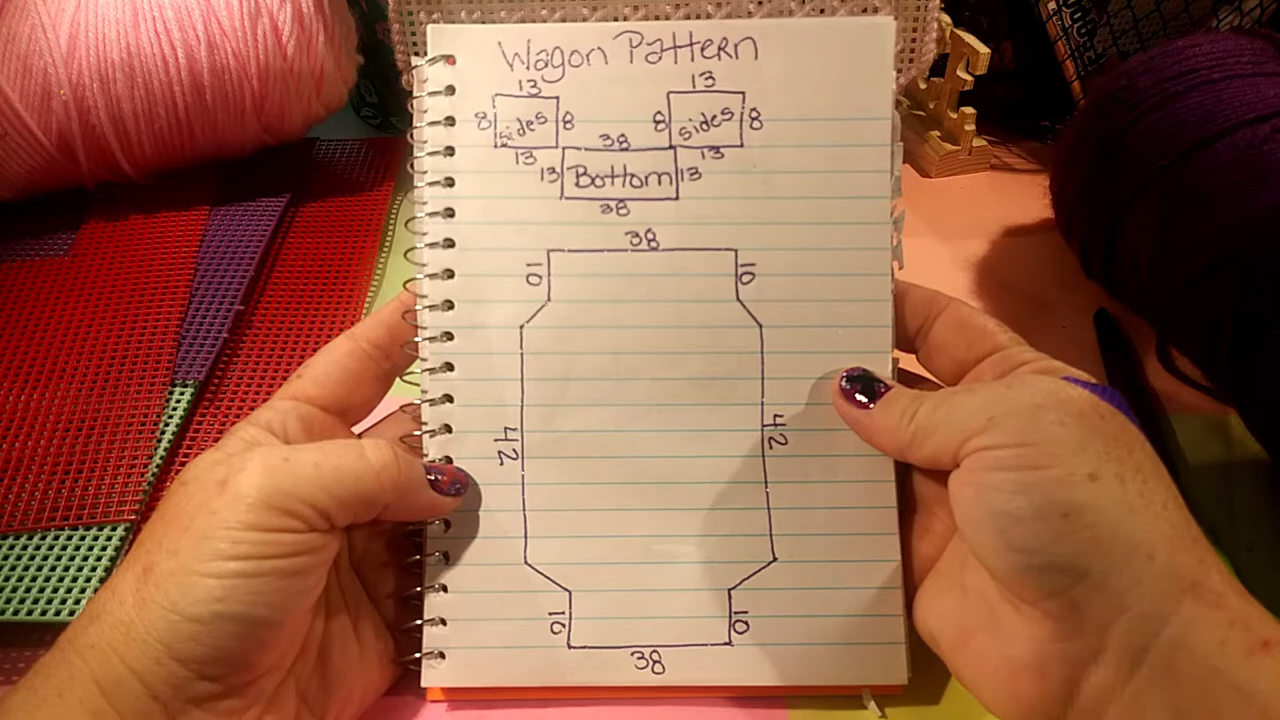 Wagon Pattern
13 13
8 sides 8 8 sides 8
13 38 13
13 Bottom 13
38
38
10 10
42 42
10 10
38